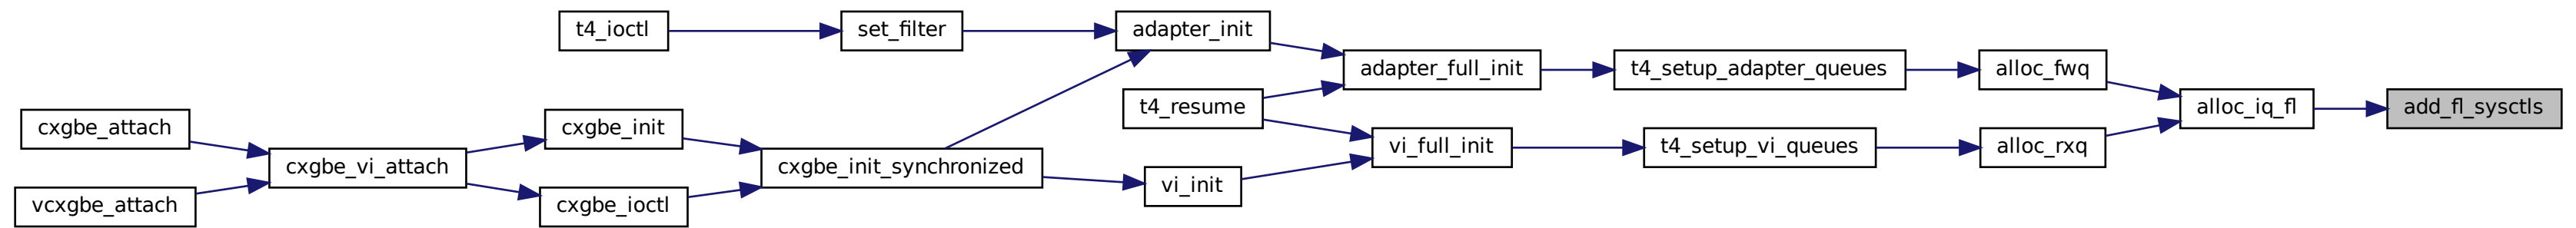 t4_ioctl
set_filter
adapter_init
adapter_full_init
t4_setup_adapter_queues
alloc_fwq
t4_resume
alloc_iq_fl
add_fl_sysctls
cxgbe_attach
cxgbe_init
vi_full_init
t4_setup_vi_queues
alloc_rxq
cxgbe_vi_attach
cxgbe_init_synchronized
vi_init
vcxgbe_attach
cxgbe_ioctl